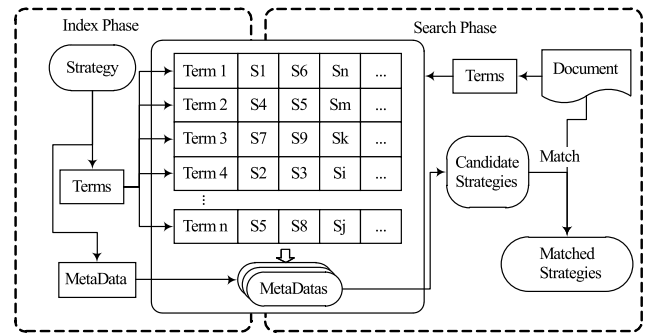 Index Phase
Search Phase
Strategy
Terms
MetaData
Term 1 S1 S6 Sn ...
Term 2 S4 S5 Sm ...
Term 3 S7 S9 Sk ...
Term 4 S2 S3 Si ...
⋮
Term n S5 S8 Sj ...
MetaDatas
Terms
Document
Candidate
Strategies
Match
Matched
Strategies